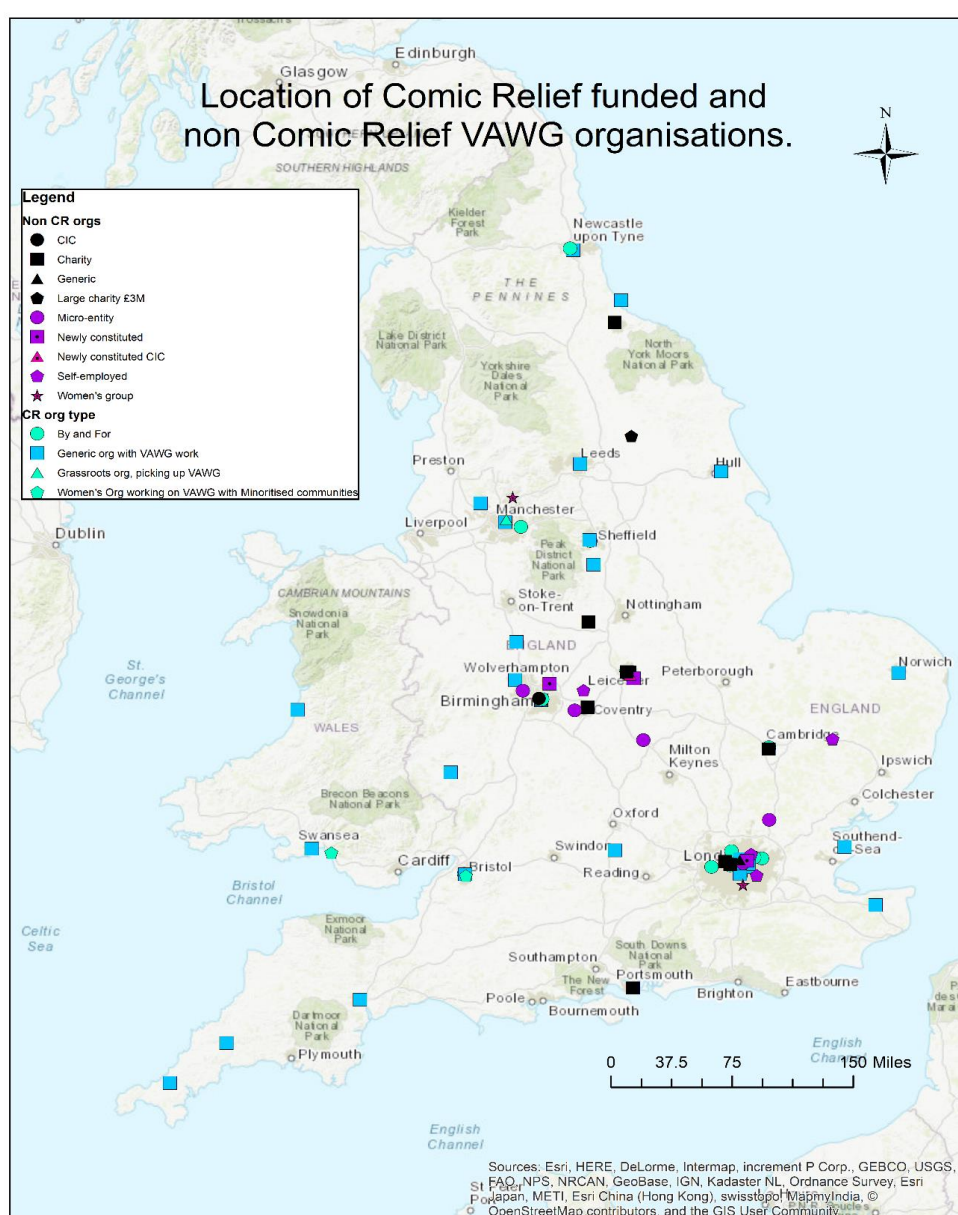 Trossach's
Edinburgh
Glasgow
Location of Comic Relief funded and
non Comic Relief VAWG organisations.
SOUTHERN HIGHLANDS
N
Legend
Non CR orgs
CIC
Charity
Generic
Large charity £3M
Micro-entity
Newly constituted
Newly constituted CIC
Self-employed
Women's group
CR org type
By and For
Generic org with VAWG work
Grassroots org, picking up VAWG
Women's Org working on VAWG with Minoritised communities
Kielder
Forest
Park
Newcastle
upon Tyne
THE
PENNINES
Lake District
National Park
North
York Moors
National Park
Yorkshire
Dales
National
Park
Preston
Leeds
Hull
Manchester
Liverpool
Dublin
Sheffield
Peak
District
National
Park
CAMBRIAN MOUNTAINS
Snowdonia
National
Park
Stoke-
on-Trent
Nottingham
ENGLAND
St.
George's
Channel
Wolverhampton
Peterborough
Norwich
Birmingham
Coventry
ENGLAND
WALES
Cambridge
Milton
Keynes
Ipswich
Colchester
Brecon Beacons
National Park
Oxford
Swansea
Cardiff
Bristol
Swindon
Reading
Southend-
Sea
Bristol
Channel
Celtic
Sea
Exmoor
National
Park
Southampton
South Downs
National
Park
Portsmouth
The New
Forest
Poole
Bournemouth
Brighton
Eastbourne
Dartmoor
National
Park
Plymouth
English
Channel
0 37.5 75 150 Miles
English
Channel
St Peter
Port
Sources: Esri, HERE, DeLorme, Intermap, increment P Corp., GEBCO, USGS,
FAO, NPS, NRCAN, GeoBase, IGN, Kadaster NL, Ordnance Survey, Esri
Japan, METI, Esri China (Hong Kong), swisstopo, MapmyIndia, ©
OpenStreetMap contributors, and the GIS User Community